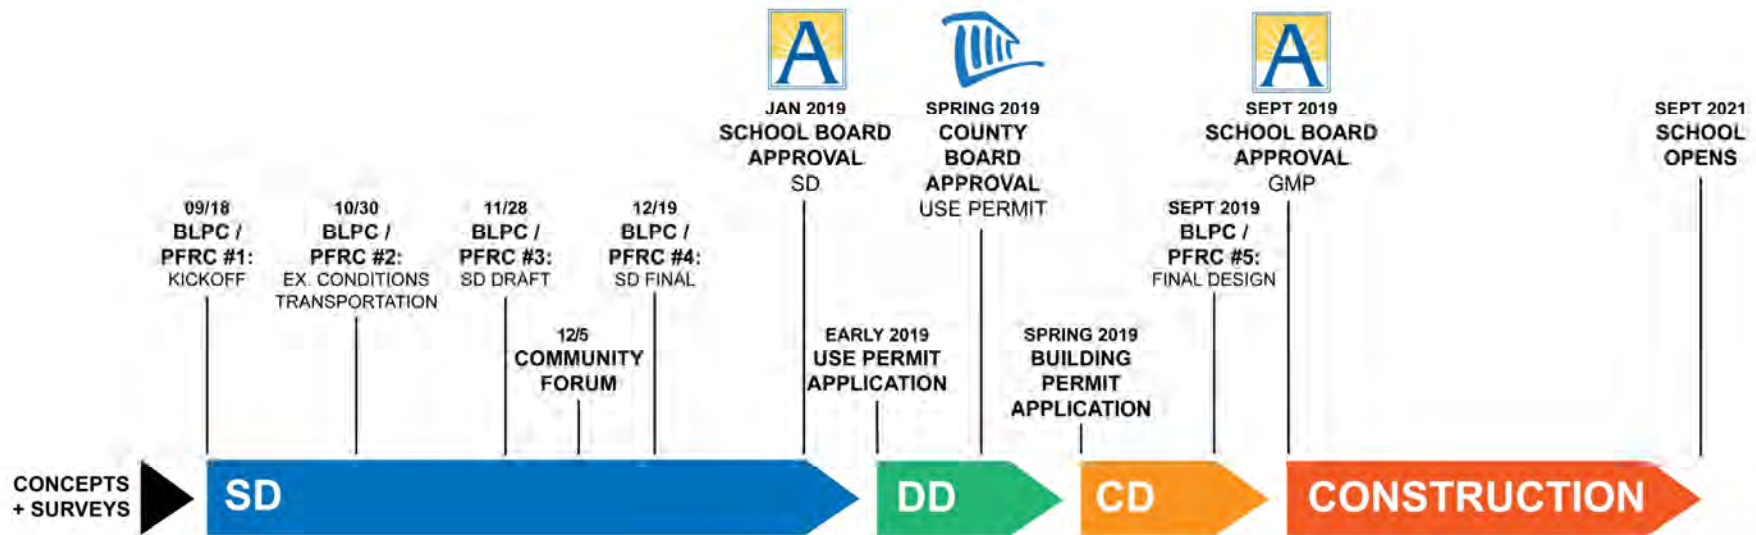 A
JAN 2019
SCHOOL BOARD
APPROVAL
SD
SPRING 2019
COUNTY
BOARD
APPROVAL
USE PERMIT
A
SEPT 2019
SCHOOL BOARD
APPROVAL
GMP
SEPT 2021
SCHOOL
OPENS
09/18
BLPC /
PFRC #1:
KICKOFF
10/30
BLPC /
PFRC #2:
EX. CONDITIONS
TRANSPORTATION
11/28
BLPC /
PFRC #3:
SD DRAFT
12/19
BLPC /
PFRC #4:
SD FINAL
SEPT 2019
BLPC /
PFRC #5:
FINAL DESIGN
12/5
COMMUNITY
FORUM
EARLY 2019
USE PERMIT
APPLICATION
SPRING 2019
BUILDING
PERMIT
APPLICATION
CONCEPTS
+ SURVEYS
SD
DD
CD
CONSTRUCTION